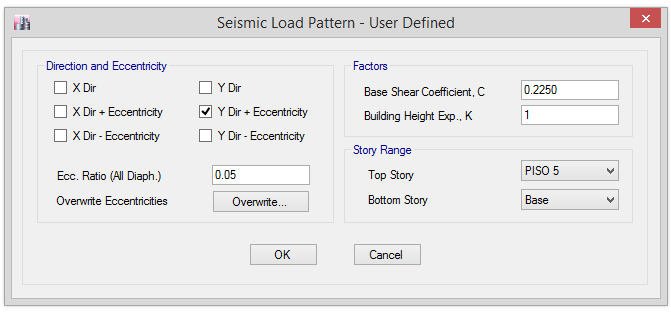 Seismic Load Pattern - User Defined
Direction and Eccentricity
X Dir
Y Dir
X Dir + Eccentricity
Y Dir + Eccentricity
X Dir - Eccentricity
Y Dir - Eccentricity
Ecc. Ratio (All Diaph.)
0.05
Overwrite Eccentricities
Overwrite...
Factors
Base Shear Coefficient, C
0.2250
Building Height Exp., K
1
Story Range
Top Story
PISO 5
Bottom Story
Base
OK
Cancel